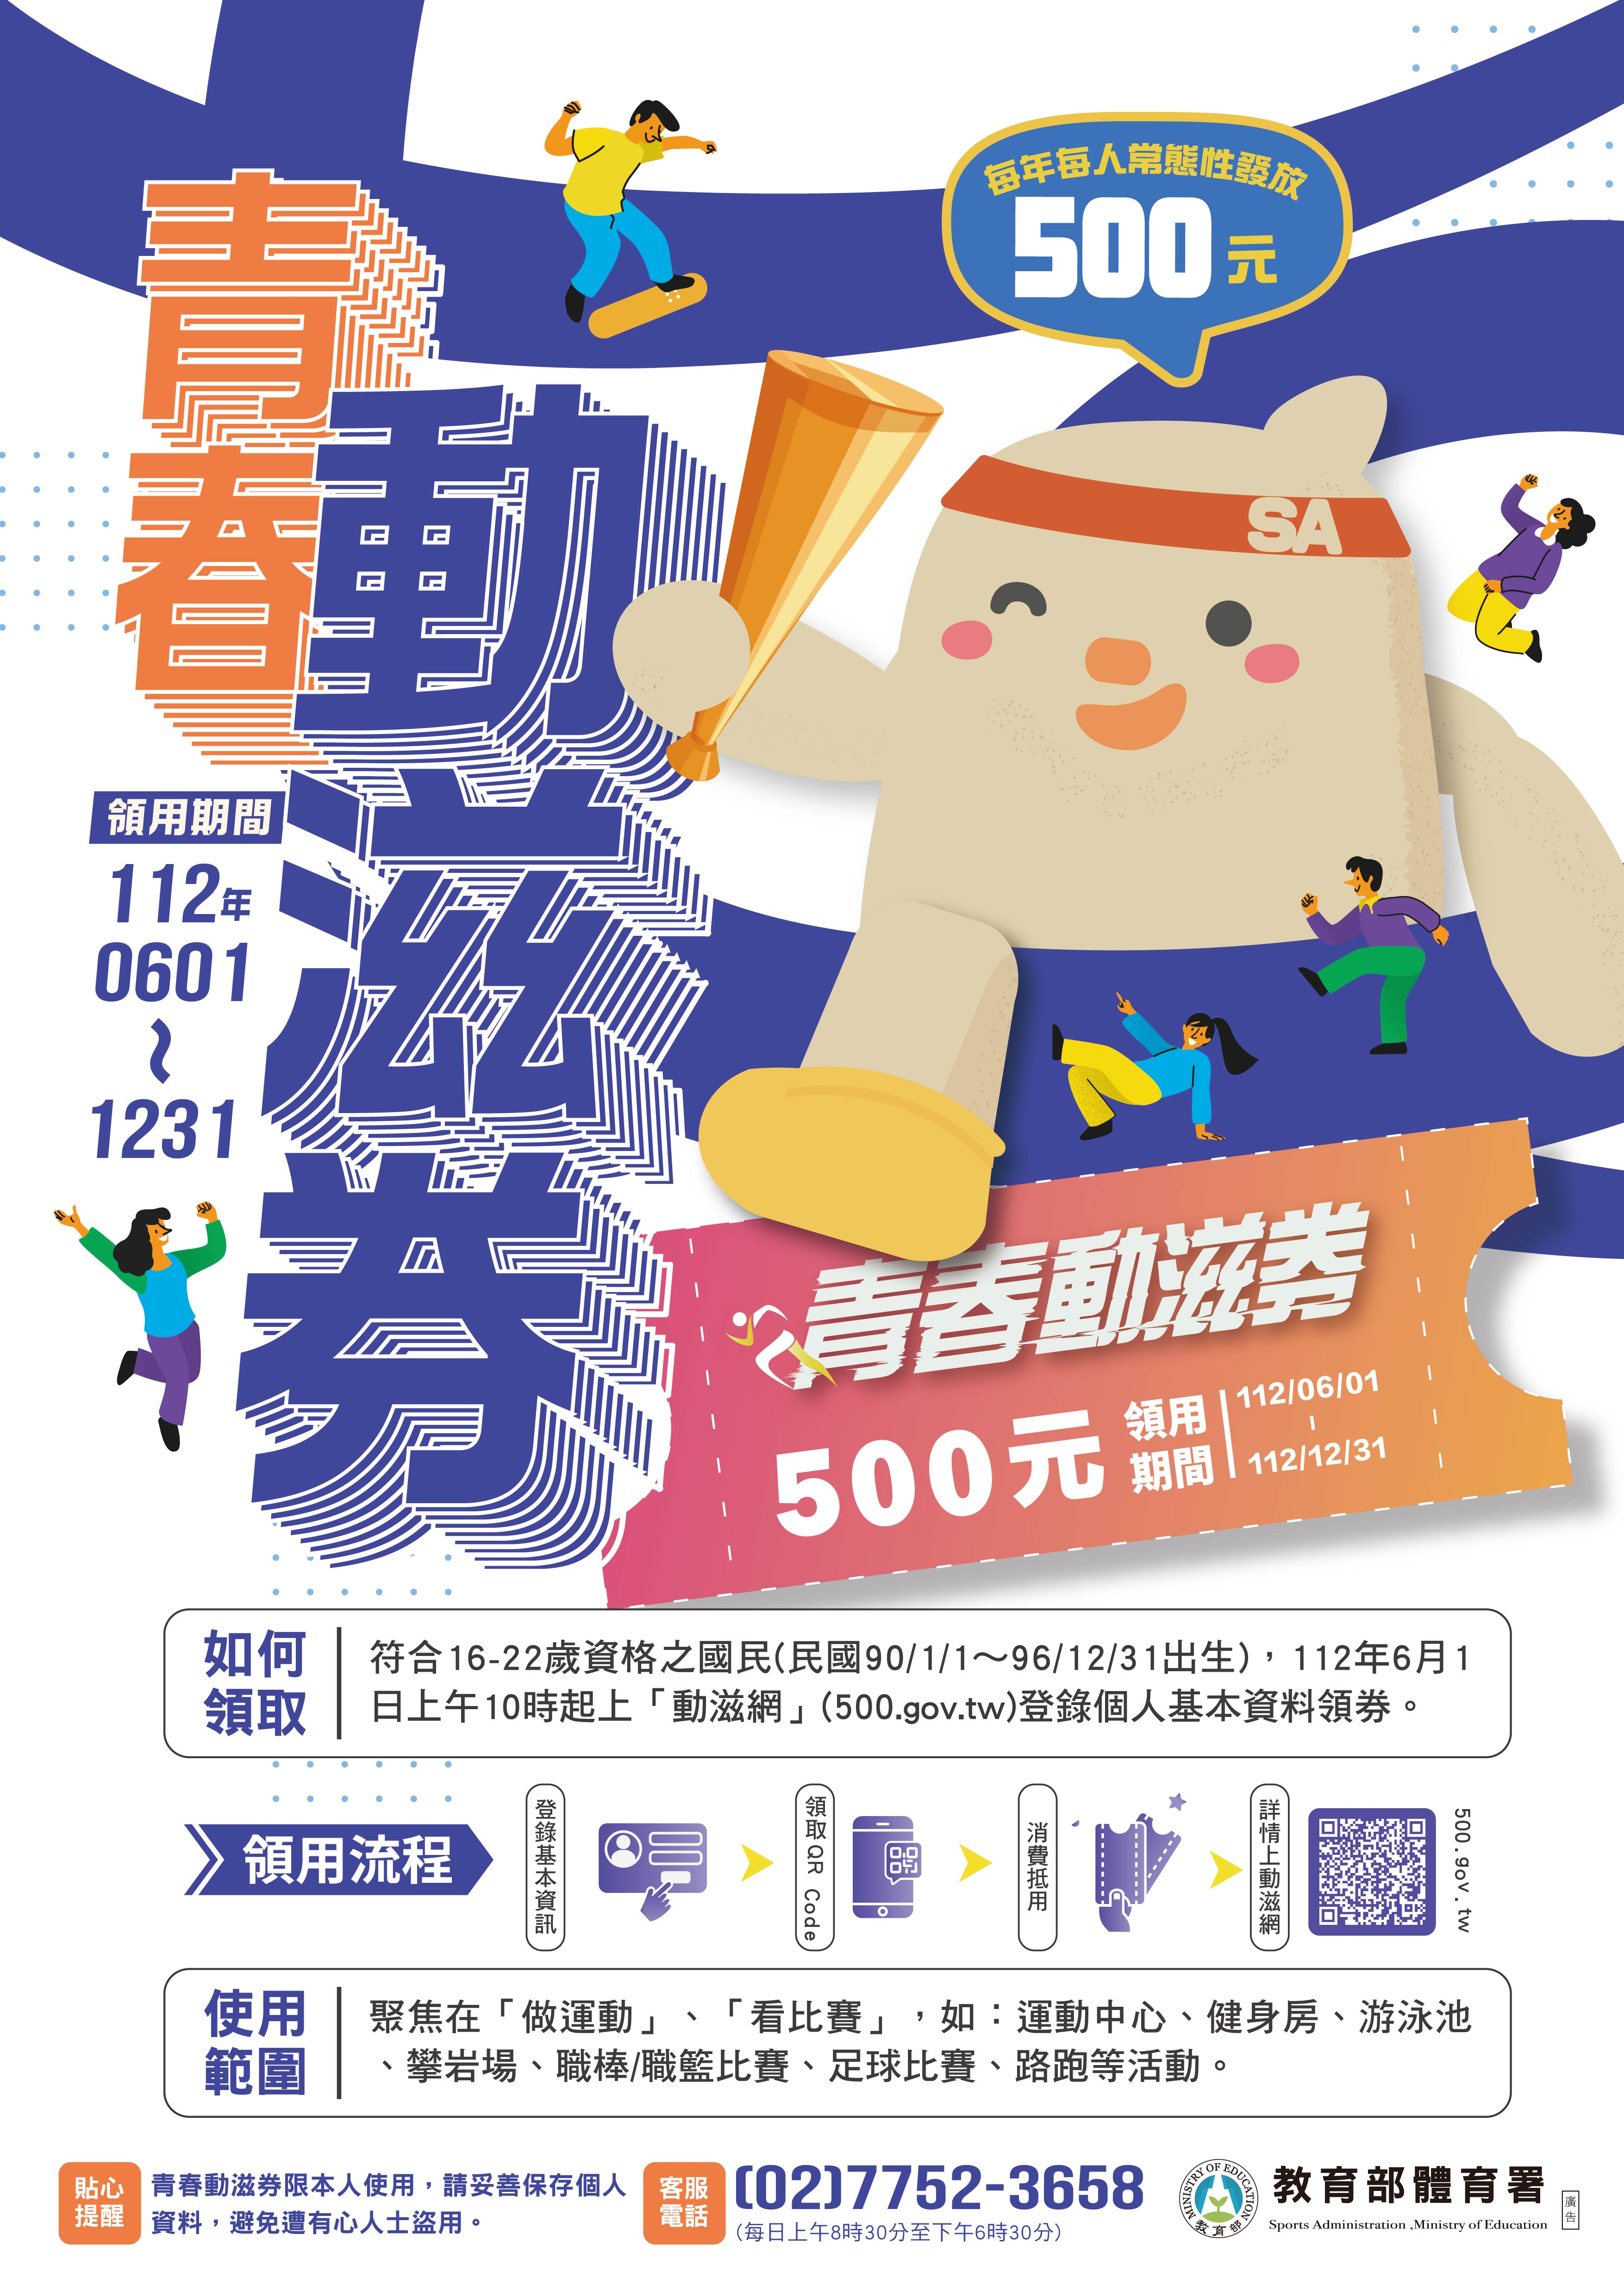 每年每人常態性發放
500元
青春
動滋券
SA
領用期間
112年
0601
~
1231
青春動滋券
500元
領用
期間
112/06/01
-
112/12/31
如何
領取
符合16-22歲資格之國民(民國90/1/1~96/12/31出生)，112年6月1
日上午10時起上「動滋網」(500.gov.tw)登錄個人基本資料領券。
領用流程
登錄基本資訊
領取QR Code
消費抵用
詳情上動滋網
500.gov.tw
使用
範圍
聚焦在「做運動」、「看比賽」，如：運動中心、健身房、游泳池
、攀岩場、職棒/職籃比賽、足球比賽、路跑等活動。
貼心
提醒
青春動滋券限本人使用，請妥善保存個人
資料，避免遭有心人士盜用。
客服
電話
(02)7752-3658
(每日上午8時30分至下午6時30分)
MINISTRY OF EDUCATION
教育部
教育部體育署
Sports Administration ,Ministry of Education
廣告